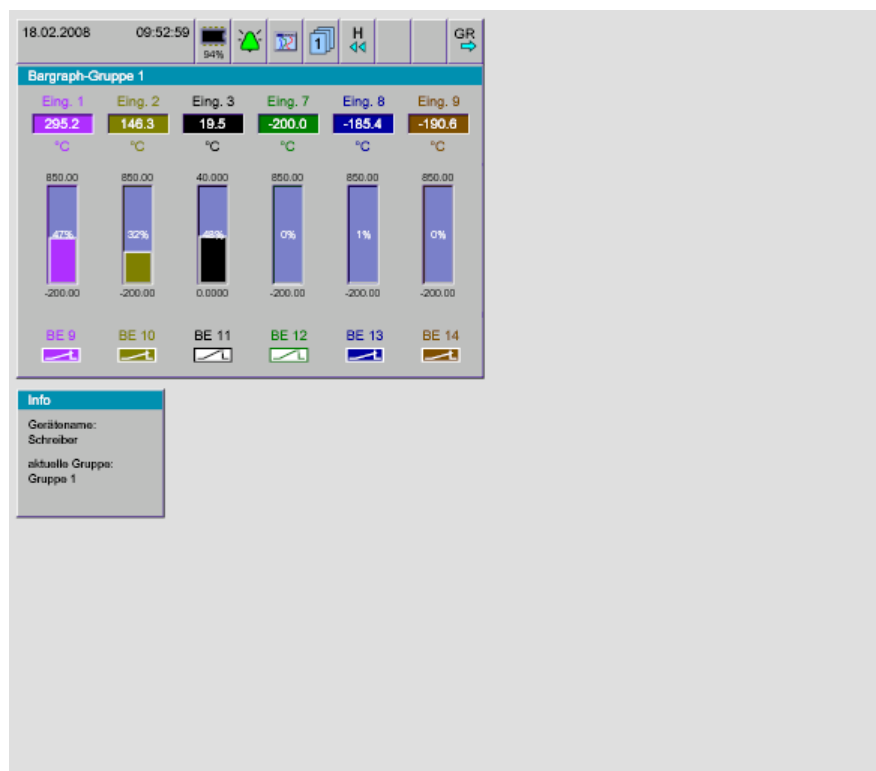 18.02.2008 09:52:59 94% 1 H GR
Bargraph-Gruppe 1
Eing. 1 Eing. 2 Eing. 3 Eing. 7 Eing. 8 Eing. 9
295.2 146.3 19.5 -200.0 -185.4 -190.6
°C °C °C °C °C °C
850.00 850.00 40.000 850.00 850.00 850.00
47% 32% 48% 0% 1% 0%
-200.00 -200.00 0.0000 -200.00 -200.00 -200.00
BE 9 BE 10 BE 11 BE 12 BE 13 BE 14
Info
Gerätename:
Schreiber
aktuelle Gruppe:
Gruppe 1